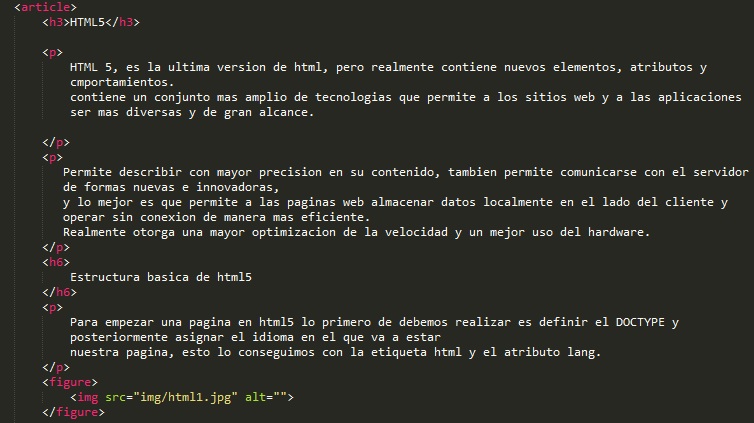 <article>
<h3>HTML5</h3>
<p>
HTML 5, es la ultima version de html, pero realmente contiene nuevos elementos, atributos y
cmportamientos.
contiene un conjunto mas amplio de tecnologias que permite a los sitios web y a las aplicaciones
ser mas diversas y de gran alcance.
</p>
<p>
Permite describir con mayor precision en su contenido, tambien permite comunicarse con el servidor
de formas nuevas e innovadoras,
y lo mejor es que permite a las paginas web almacenar datos localmente en el lado del cliente y
operar sin conexion de manera mas eficiente.
Realmente otorga una mayor optimizacion de la velocidad y un mejor uso del hardware.
</p>
<h6>
Estructura basica de html5
</h6>
<p>
Para empezar una pagina en html5 lo primero de debemos realizar es definir el DOCTYPE y
posteriormente asignar el idioma en el que va a estar
nuestra pagina, esto lo conseguimos con la etiqueta html y el atributo lang.
</p>
<figure>
<img src="img/html1.jpg" alt="">
</figure>